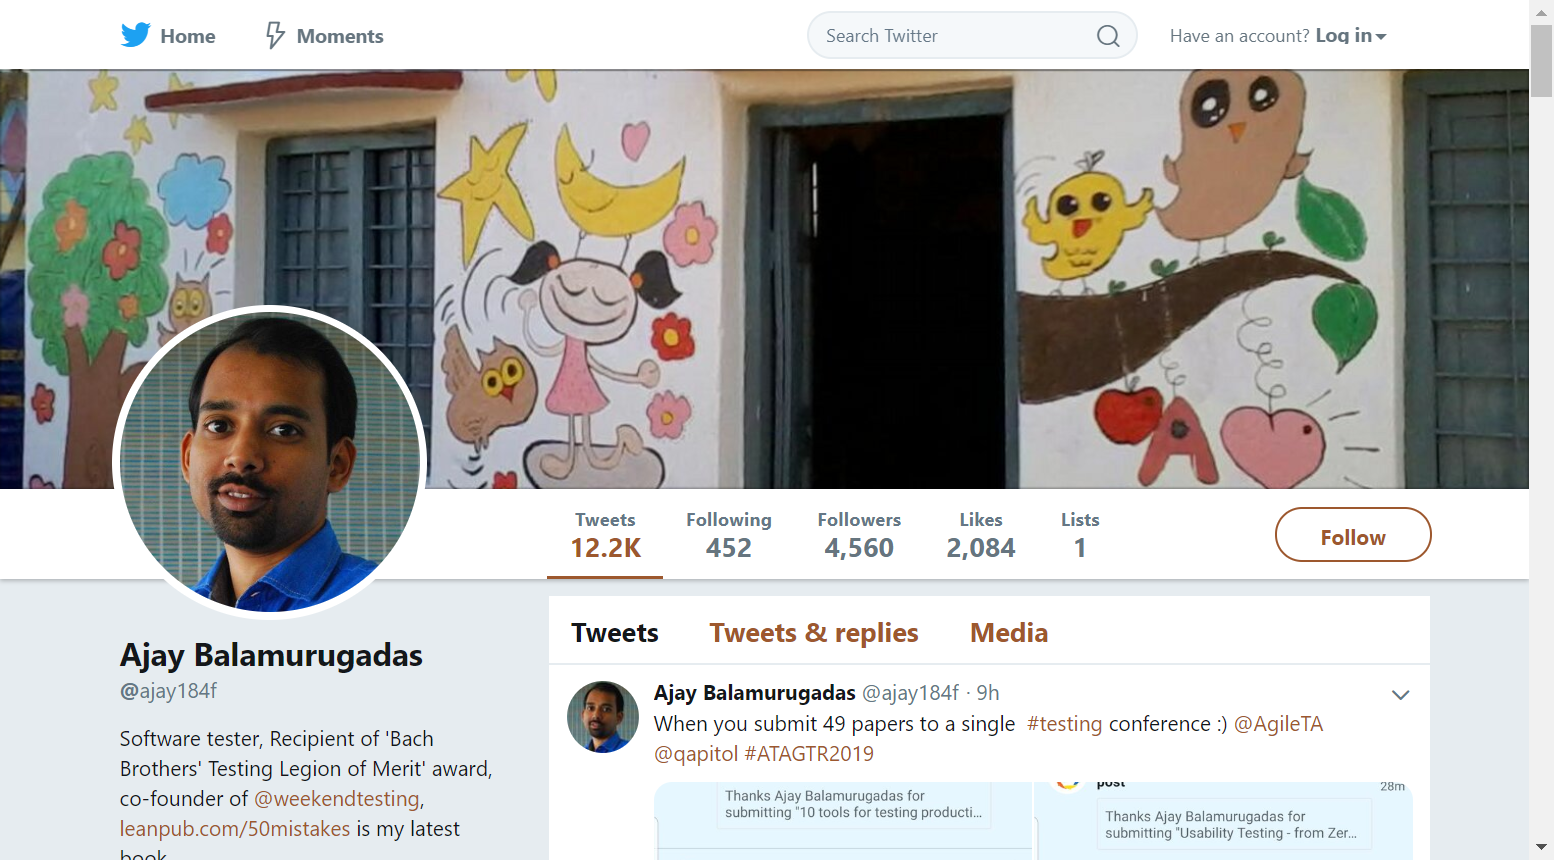 Home
Moments
Search Twitter
Have an account? Log in
A
Tweets
12.2K
Following
452
Followers
4,560
Likes
2,084
Lists
1
Follow
Ajay Balamurugadas
@ajay184f
Software tester, Recipient of 'Bach
Brothers' Testing Legion of Merit' award,
co-founder of @weekendtesting,
leanpub.com/50mistakes is my latest
book
Tweets
Tweets & replies
Media
Ajay Balamurugadas @ajay184f · 9h
When you submit 49 papers to a single #testing conference :) @AgileTA
@qapitol #ATAGTR2019
Thanks Ajay Balamurugadas for
submitting "10 tools for testing producti...
post
28m
Thanks Ajay Balamurugadas for
submitting "Usability Testing - from Zer...